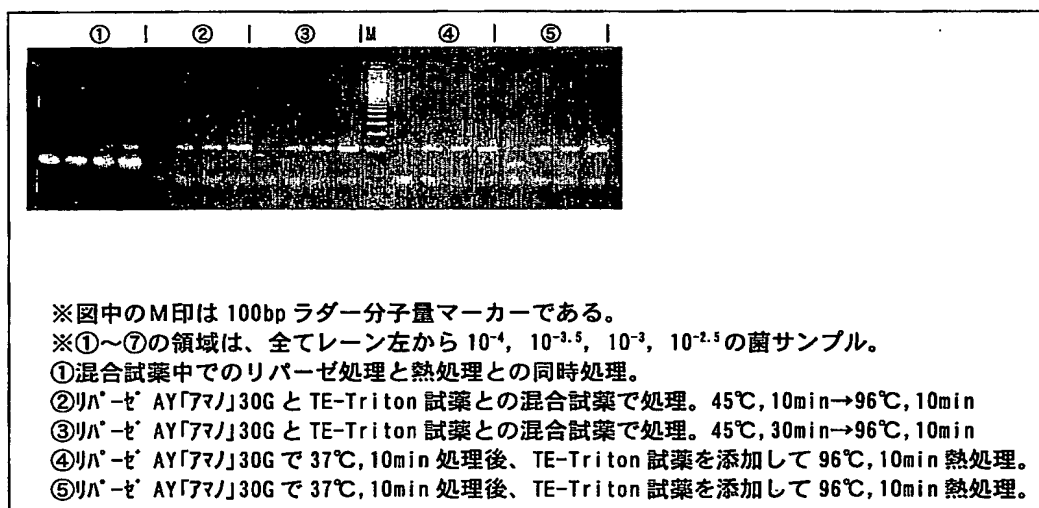 ① | ② | ③ |M ④ | ⑤ |
※図中のM印は 100bp ラダー分子量マーカーである。
※①~⑦の領域は、全てレーン左から 10⁻⁴, 10⁻³·⁵, 10⁻³, 10⁻²·⁵の菌サンプル。
①混合試薬中でのリパーゼ処理と熱処理との同時処理。
②ﾘﾊﾟｰｾﾞ AY「ｱﾏﾉ」30G と TE-Triton 試薬との混合試薬で処理。45℃,10min→96℃,10min
③ﾘﾊﾟｰｾﾞ AY「ｱﾏﾉ」30G と TE-Triton 試薬との混合試薬で処理。45℃,30min→96℃,10min
④ﾘﾊﾟｰｾﾞ AY「ｱﾏﾉ」30G で 37℃,10min 処理後、TE-Triton 試薬を添加して 96℃,10min 熱処理。
⑤ﾘﾊﾟｰｾﾞ AY「ｱﾏﾉ」30G で 37℃,10min 処理後、TE-Triton 試薬を添加して 96℃,10min 熱処理。